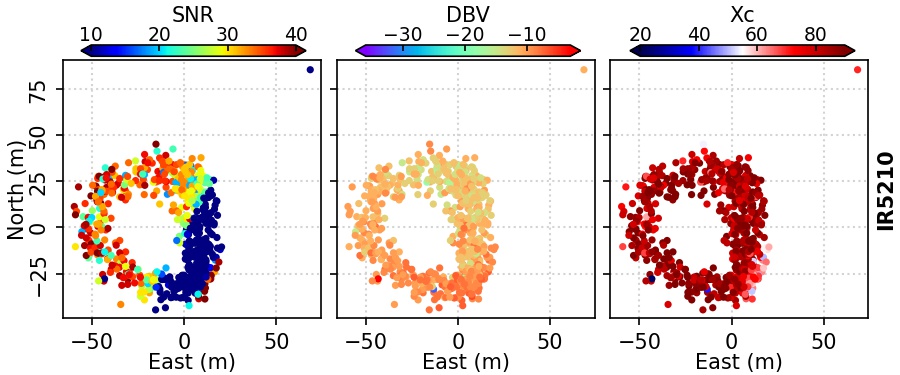 SNR
DBV
Xc
10 20 30 40
−30 −20 −10
20 40 60 80
North (m)
75
50
25
0
−25
−50 0 50
−50 0 50
−50 0 50
East (m)
East (m)
East (m)
IR5210